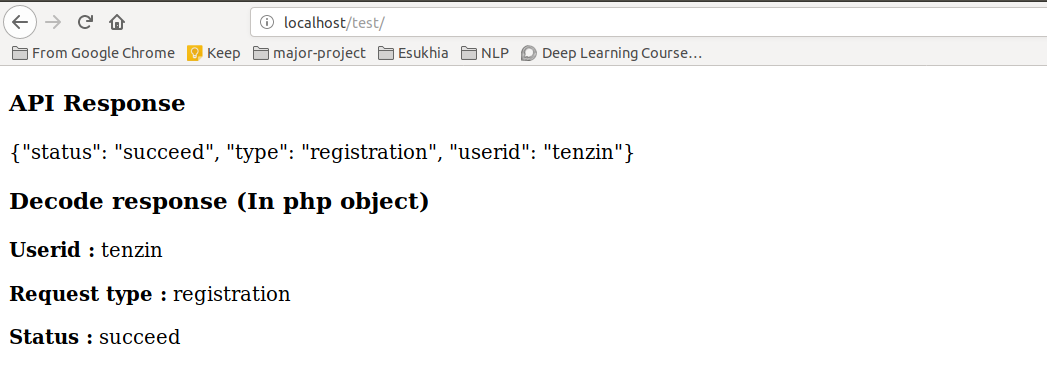 localhost/test/
From Google Chrome Keep major-project Esukhia NLP Deep Learning Course…
API Response
{"status": "succeed", "type": "registration", "userid": "tenzin"}
Decode response (In php object)
Userid : tenzin
Request type : registration
Status : succeed